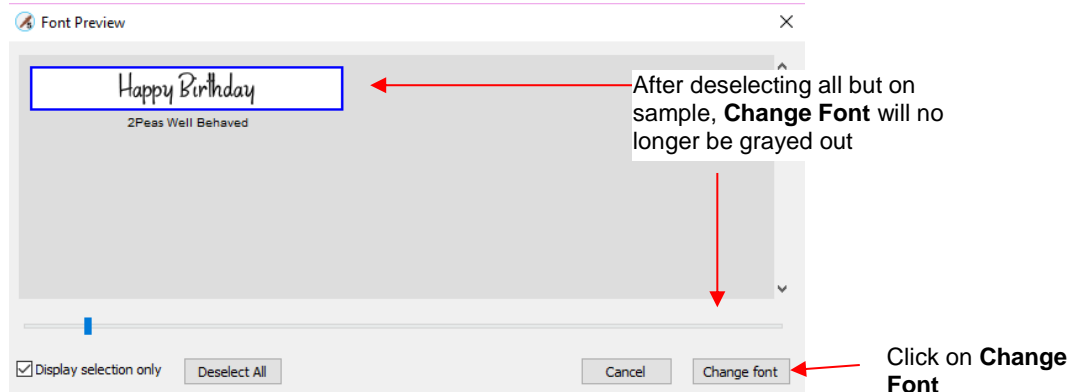 Font Preview
Happy Birthday
2Peas Well Behaved
After deselecting all but on
sample, Change Font will no
longer be grayed out
Display selection only
Deselect All
Cancel
Change font
Click on Change
Font